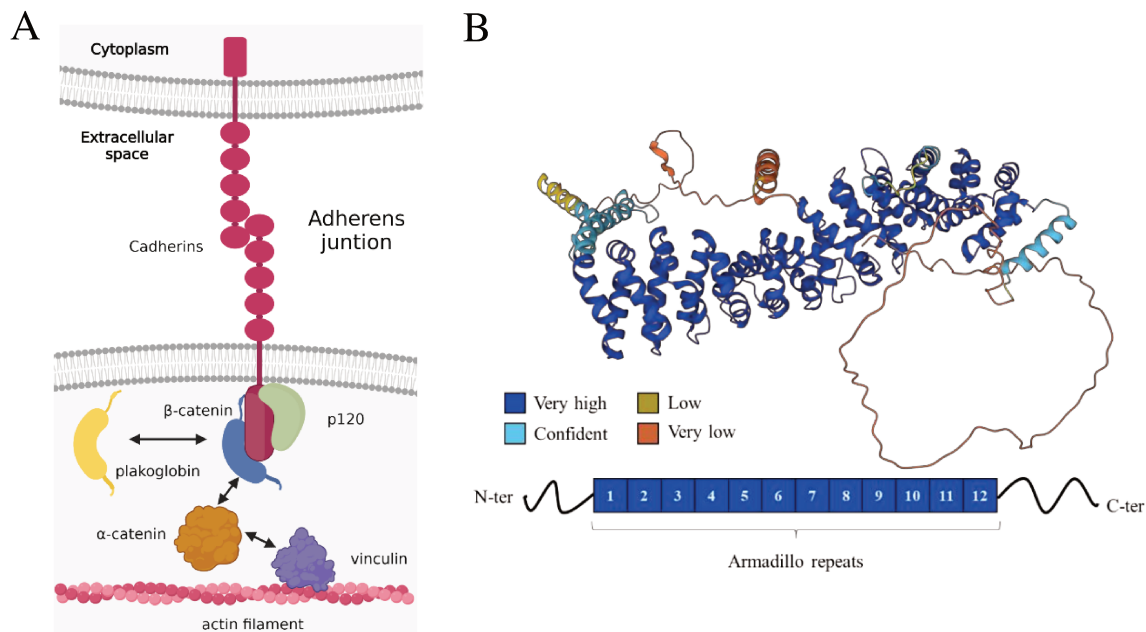 A
Cytoplasm
Extracellular
space
Cadherins
Adherens
juntion
β-catenin
p120
plakoglobin
α-catenin
vinculin
actin filament
B
Very high
Low
Confident
Very low
N-ter
1 2 3 4 5 6 7 8 9 10 11 12
C-ter
Armadillo repeats